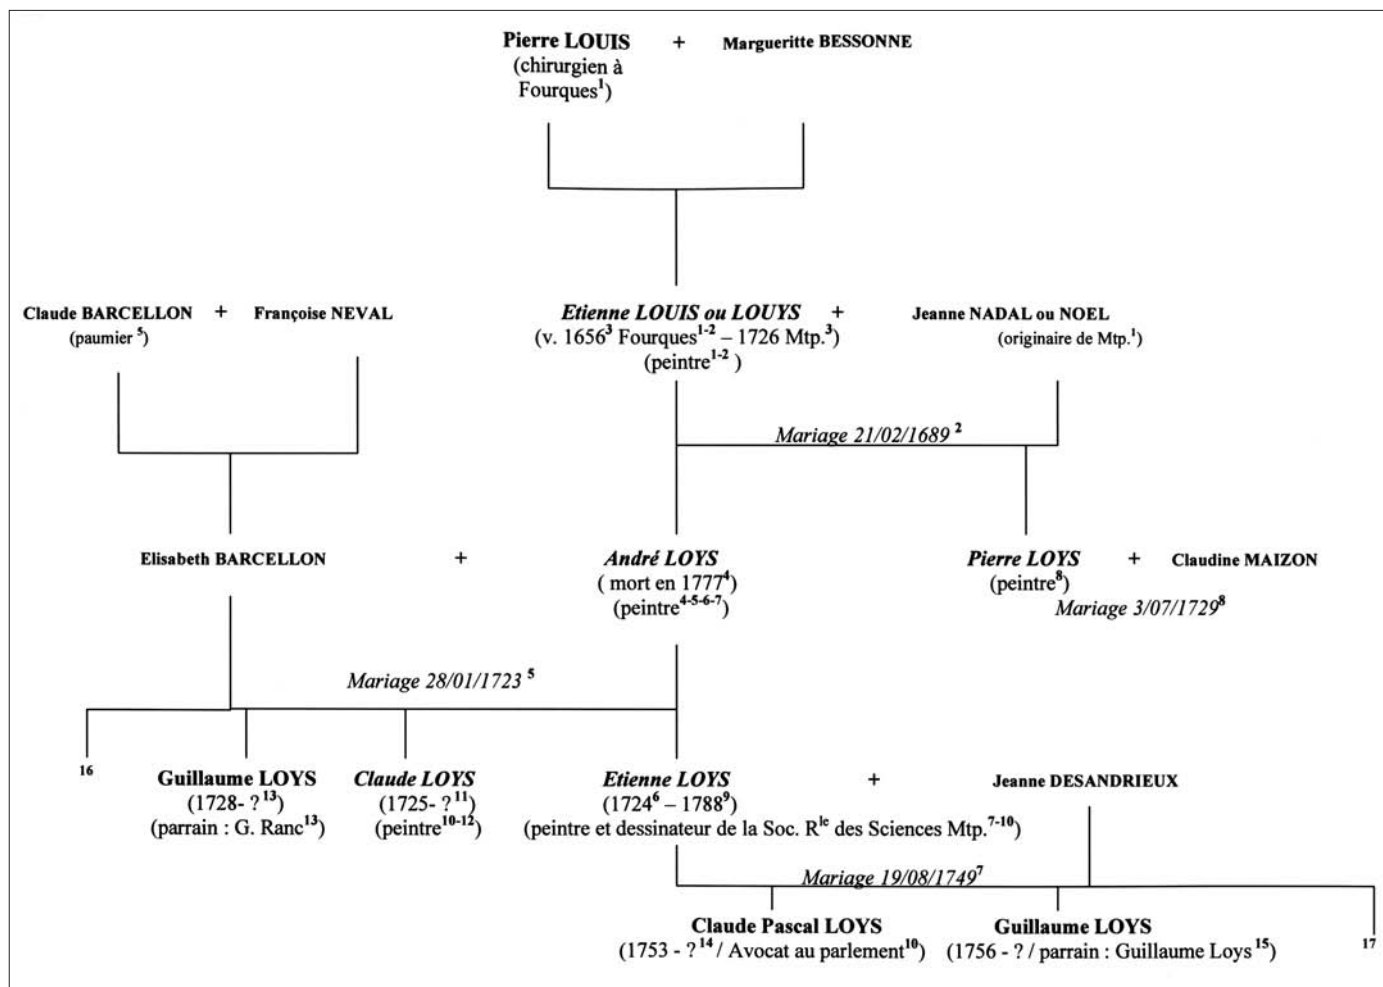 Pierre LOUIS + Margueritte BESSONNE
(chirurgien à
Fourques¹)
Claude BARCELLON + Françoise NEVAL
(paumier ⁵)
Etienne LOUIS ou LOUYS + Jeanne NADAL ou NOEL
(v. 1656³ Fourques¹⁻² – 1726 Mtp.³) (originaire de Mtp.¹)
(peintre¹⁻² )
Mariage 21/02/1689 ²
Elisabeth BARCELLON + André LOYS
( mort en 1777⁴)
(peintre⁴⁻⁵⁻⁶⁻⁷)
Pierre LOYS + Claudine MAIZON
(peintre⁸)
Mariage 3/07/1729⁸
Mariage 28/01/1723 ⁵
16
Guillaume LOYS
(1728- ?¹³)
(parrain : G. Ranc¹³)
Claude LOYS
(1725- ?¹¹)
(peintre¹⁰⁻¹²)
Etienne LOYS + Jeanne DESANDRIEUX
(1724⁶ – 1788⁹)
(peintre et dessinateur de la Soc. Rˡᵉ des Sciences Mtp.⁷⁻¹⁰)
Mariage 19/08/1749⁷
Claude Pascal LOYS
(1753 - ?¹⁴ / Avocat au parlement¹⁰)
Guillaume LOYS
(1756 - ? / parrain : Guillaume Loys¹⁵)
17